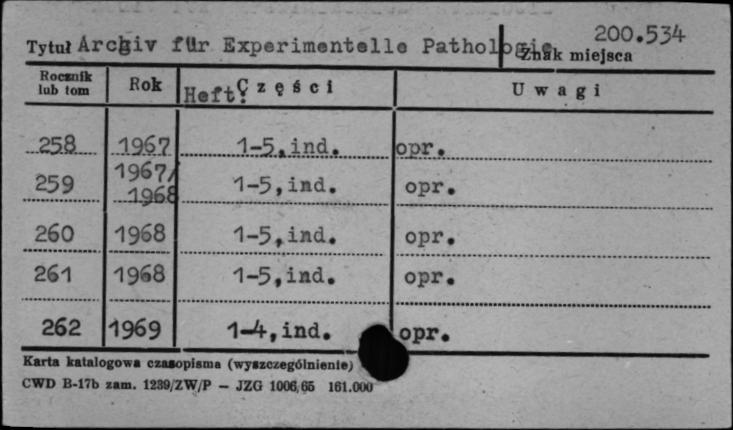 200.534
Tytuł Archiv für Experimentelle Pathologie Znak miejsca
Rocznik lub tom Rok Części Heft: Uwagi
258 1967 1-5,ind. opr.
259 1967/1968 1-5,ind. opr.
260 1968 1-5,ind. opr.
261 1968 1-5,ind. opr.
262 1969 1-4,ind. opr.
Karta katalogowa czasopisma (wyszczególnienie)
CWD B-17b zam. 1239/ZW/P — JZG 1006/65 161.000